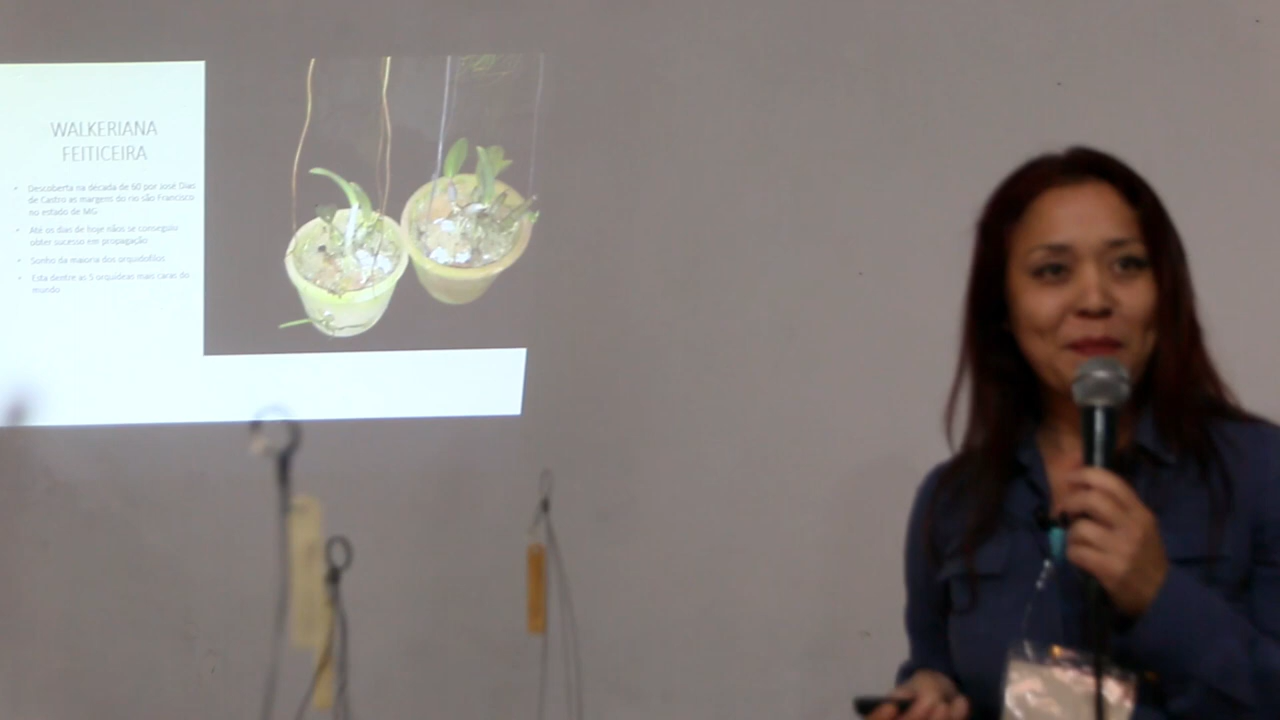 WALKERIANA
FEITICEIRA
• Descoberta na década de 60 por José Dias
de Castro as margens do rio são Francisco
no estado de MG.
• Até os dias de hoje nãos se conseguiu
obter sucesso em propagação
• Sonho da maioria dos orquidofilos
• Esta dentre as 5 orquídeas mais caras do
mundo